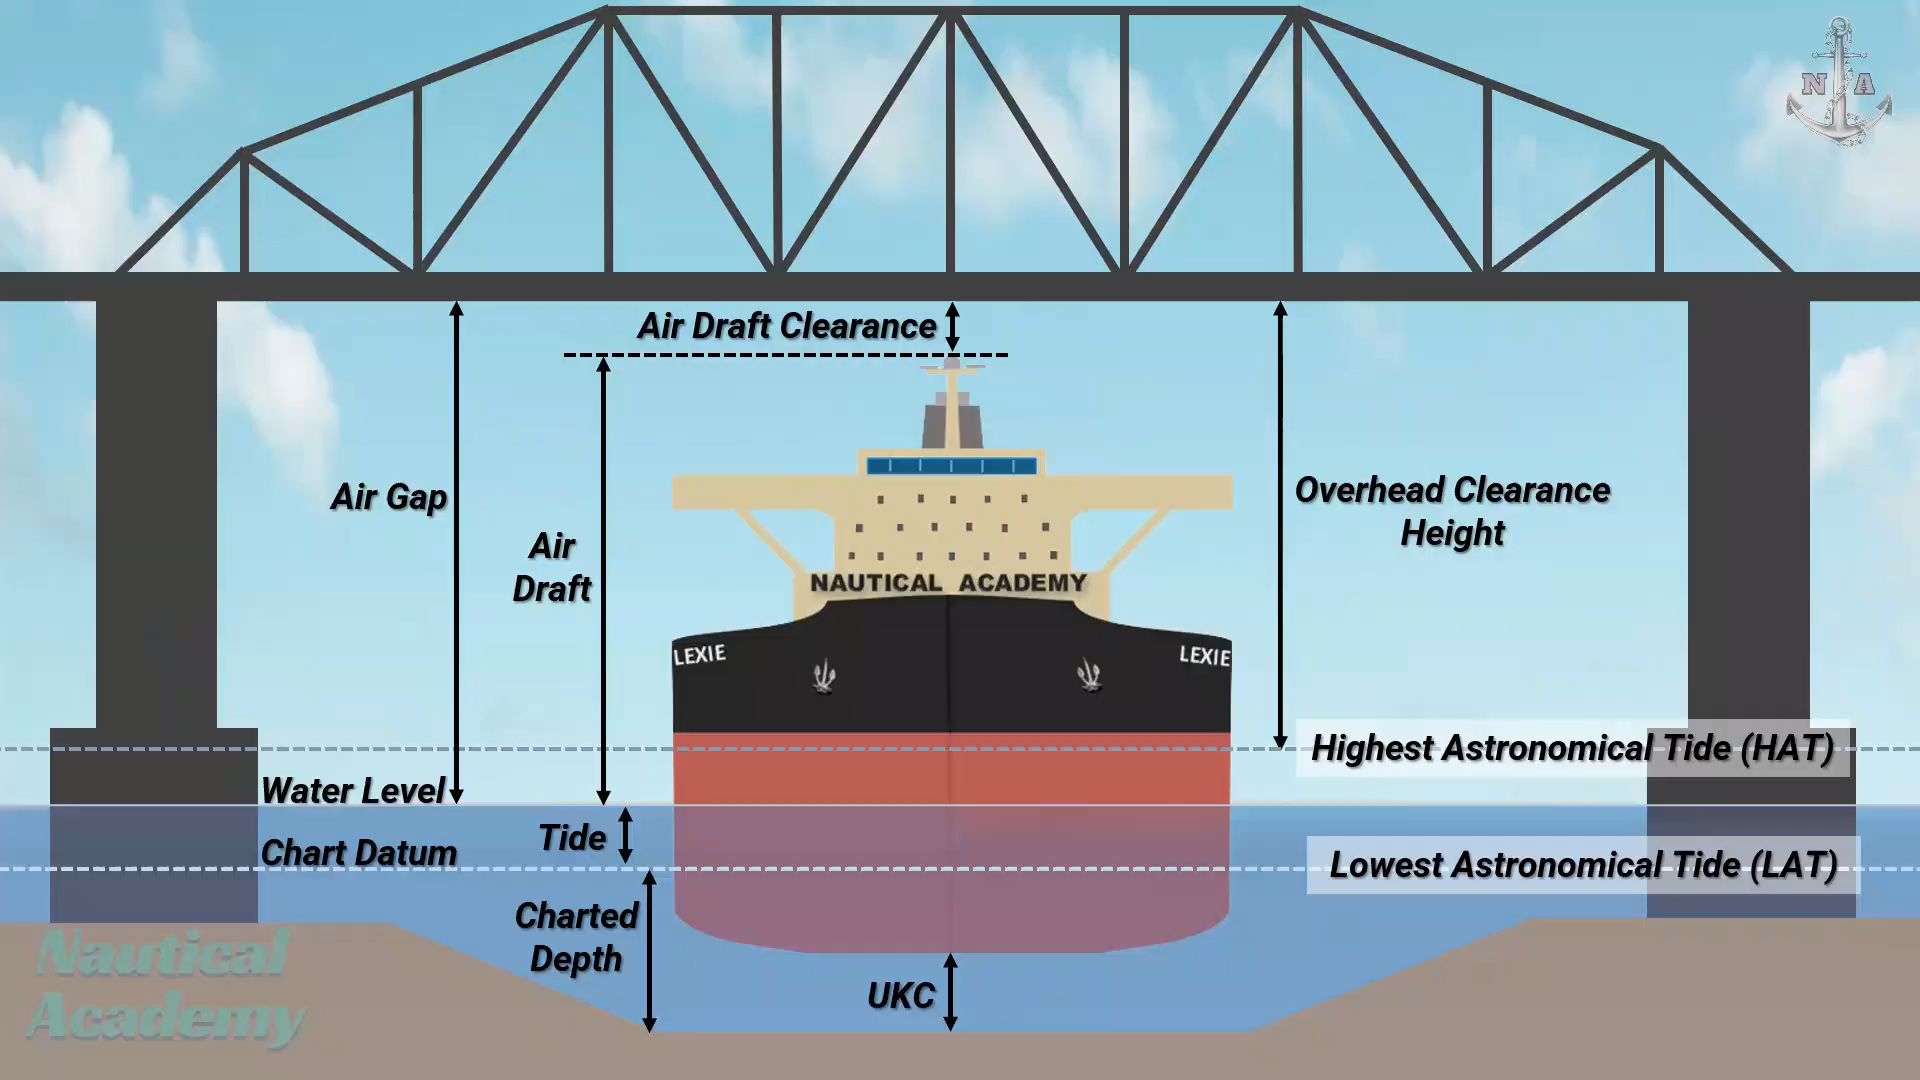 N A
Air Draft Clearance
Air Gap
Overhead Clearance
Height
Air
Draft
NAUTICAL ACADEMY
LEXIE
LEXIE
Highest Astronomical Tide (HAT)
Water Level
Tide
Chart Datum
Lowest Astronomical Tide (LAT)
Charted
Depth
UKC
Nautical
Academy